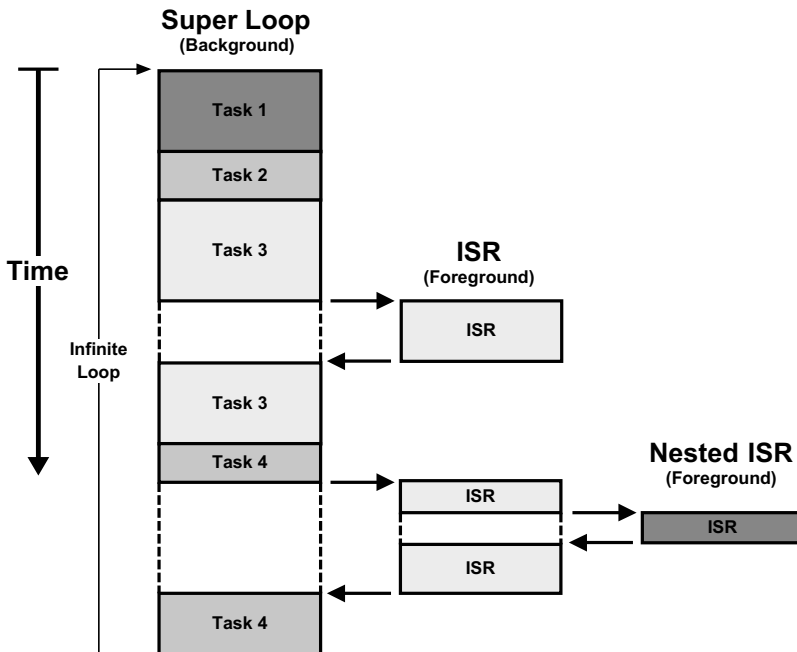 Super Loop
(Background)
Task 1
Task 2
Task 3
ISR
(Foreground)
Time
ISR
Infinite
Loop
Task 3
Task 4
Nested ISR
(Foreground)
ISR
ISR
ISR
Task 4